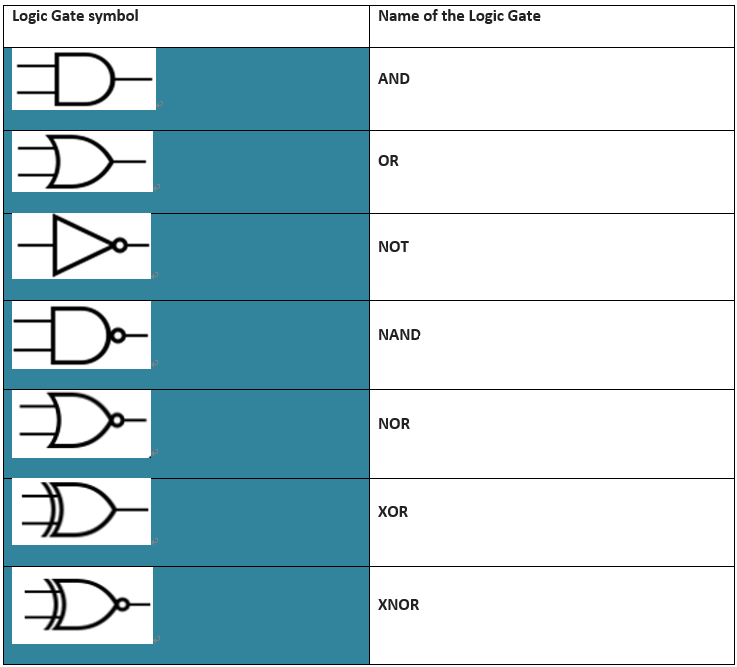 Logic Gate symbol
Name of the Logic Gate
AND
OR
NOT
NAND
NOR
XOR
XNOR